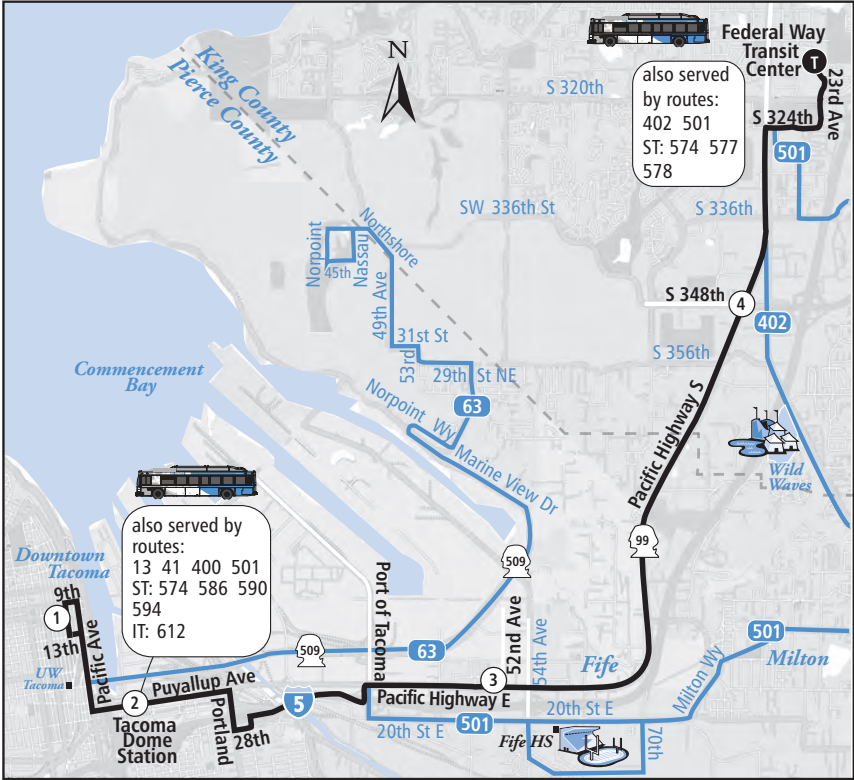 Federal Way
Transit
Center
T
23rd Ave
also served
by routes:
402 501
ST: 574 577
578
S 324th
501
N
King County
Pierce County
S 320th
SW 336th St
S 336th
Northshore
Norpoint
Nassau
45th
49th Ave
S 348th
4
402
31st St
53rd
29th St NE
S 356th
63
Norpoint Wy
Marine View Dr
Commencement
Bay
Pacific Highway S
Wild
Waves
99
also served by
routes:
13 41 400 501
ST: 574 586 590
594
IT: 612
Downtown
Tacoma
9th
1
13th
Pacific Ave
UW
Tacoma
509
509
63
Port of Tacoma
52nd Ave
54th Ave
3
Fife
501
Milton
Milton Wy
2
Puyallup Ave
Tacoma
Dome
Station
Portland
28th
5
Pacific Highway E
20th St E
501
20th St E
Fife HS
70th